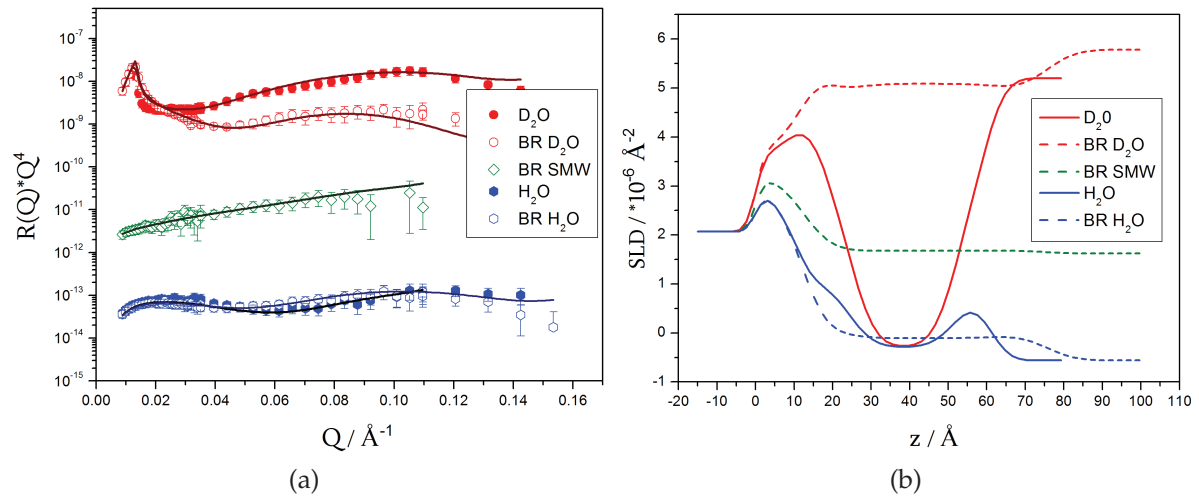 10⁻⁷
10⁻⁸
10⁻⁹
10⁻¹⁰
10⁻¹¹
10⁻¹²
10⁻¹³
10⁻¹⁴
10⁻¹⁵
R(Q)*Q⁴
0.00 0.02 0.04 0.06 0.08 0.10 0.12 0.14 0.16
Q / Å⁻¹
D₂O
BR D₂O
BR SMW
H₂O
BR H₂O
(a)
6
5
4
3
2
1
0
-1
SLD / *10⁻⁶ Å⁻²
-20 -10 0 10 20 30 40 50 60 70 80 90 100 110
z / Å
D₂0
BR D₂O
BR SMW
H₂O
BR H₂O
(b)